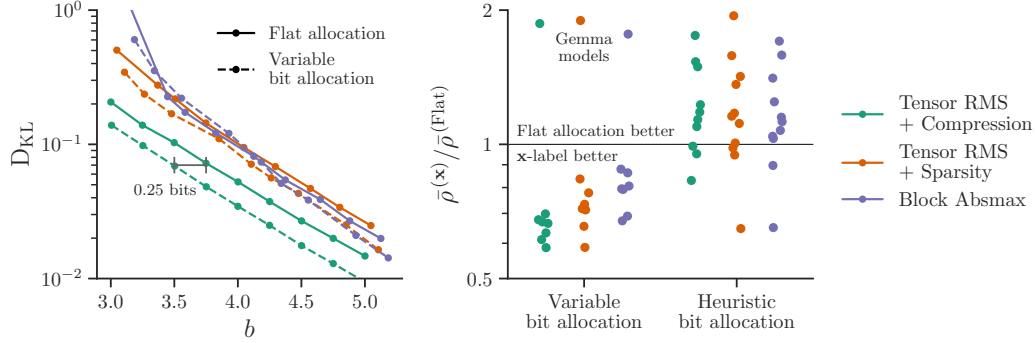 10⁰
10⁻¹
10⁻²
D_KL
3.0 3.5 4.0 4.5 5.0
b
Flat allocation
Variable
bit allocation
0.25 bits
2
1
0.5
ρ̄^(x)/ρ̄^(Flat)
Gemma
models
Flat allocation better
x-label better
Variable
bit allocation
Heuristic
bit allocation
Tensor RMS
+ Compression
Tensor RMS
+ Sparsity
Block Absmax